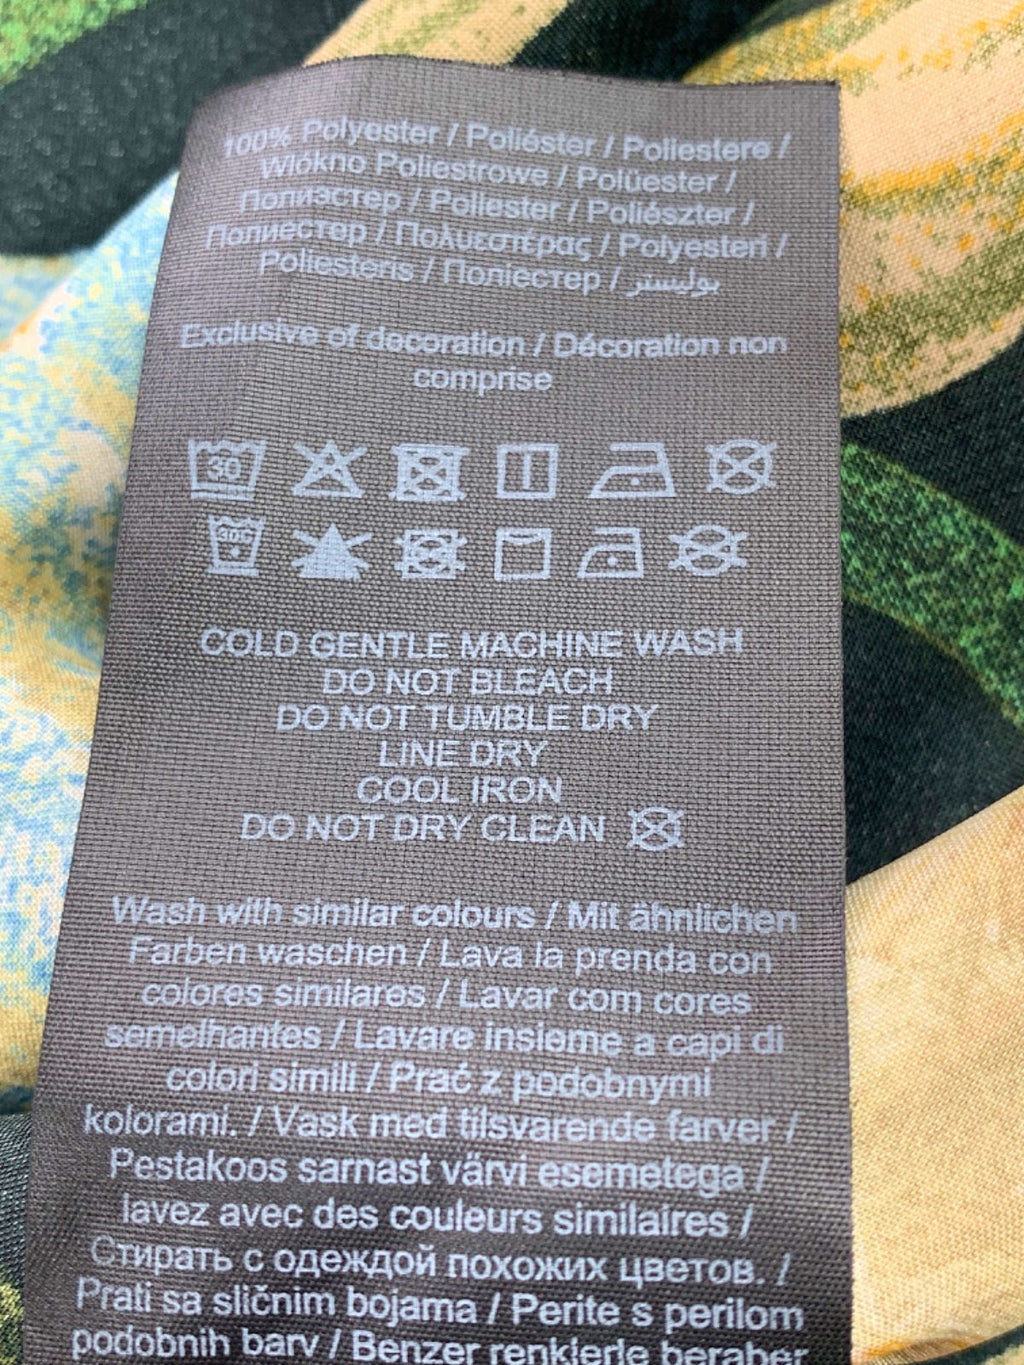 100% Polyester / Poliéster / Poliestere /
Wlókno Poliestrowe / Polüester /
Полиэстер / Poliester / Poliészter /
Полиестер / Πολυεστέρας / Polyesteri /
Poliesteris / Поліестер / بوليستر
Exclusive of decoration / Décoration non
comprise
30
30C
COLD GENTLE MACHINE WASH
DO NOT BLEACH
DO NOT TUMBLE DRY
LINE DRY
COOL IRON
DO NOT DRY CLEAN
Wash with similar colours / Mit ähnlichen
Farben waschen / Lava la prenda con
colores similares / Lavar com cores
semelhantes / Lavare insieme a capi di
colori simili / Prać z podobnymi
kolorami. / Vask med tilsvarende farver /
Pestakoos sarnast värvi esemetega /
lavez avec des couleurs similaires /
Стирать с одеждой похожих цветов. /
Prati sa sličnim bojama / Perite s perilom
podobnih barv / Benzer renklerle beraber